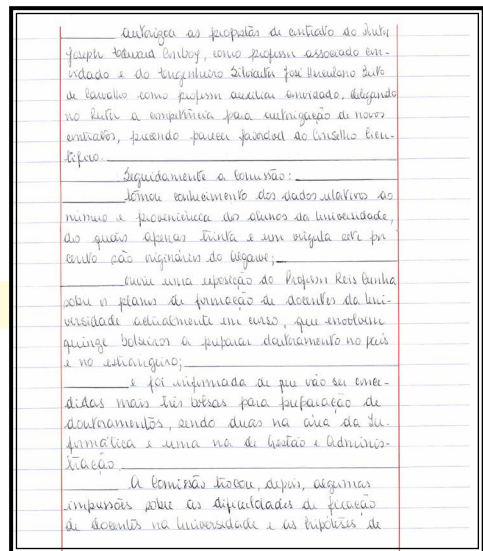 autorizou as propostas de contrato do Doutor
Joseph Edward Conboy, como professor associado con-
vidado e do Engenheiro Silvestre José Herculano Brito
de Carvalho como professor auxiliar convidado, delegando
no Reitor a competência para autorização de novos
contratos, precedendo parecer favorável do Conselho Cien-
tífico.
Seguidamente a Comissão:
tomou conhecimento dos dados relativos ao
número e proveniência dos alunos da Universidade,
dos quais apenas trinta e um vírgula sete por
cento são originários do Algarve;
ouviu uma exposição do Professor Reis Cunha
sobre o planos de formação de docentes da Uni-
versidade actualmente em curso, que envolvem
quinze bolseiros a preparar doutoramento no país
e no estrangeiro;
e foi informada de que vão ser conce-
didas mais três bolsas para preparação de
doutoramentos, sendo duas na área da In-
formática e uma na de Gestão e Adminis-
tração.
A Comissão trocou, depois, algumas
impressões sobre as dificuldades de fixação
de docentes na Universidade e as hipóteses de